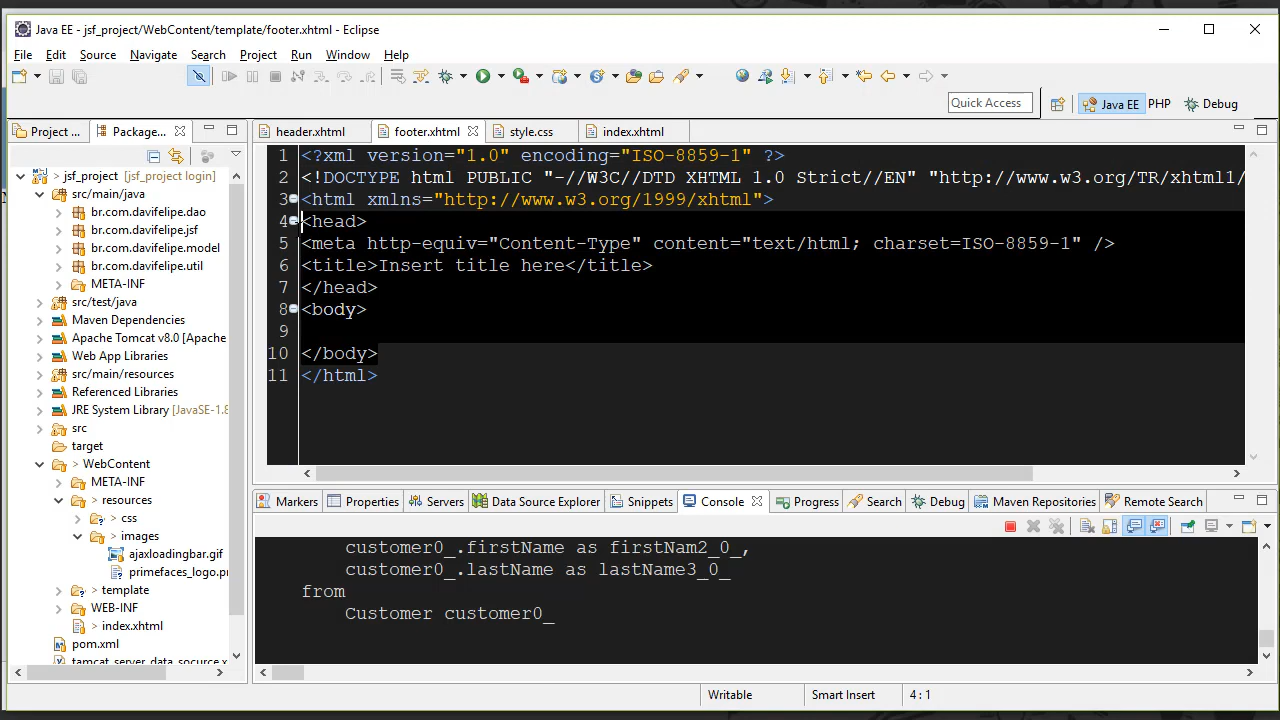 Java EE - jsf_project/WebContent/template/footer.xhtml - Eclipse
File Edit Source Navigate Search Project Run Window Help
Quick Access Java EE PHP Debug
Project ... Package...
header.xhtml footer.xhtml style.css index.xhtml
> jsf_project [jsf_project login]
src/main/java
br.com.davifelipe.dao
br.com.davifelipe.jsf
br.com.davifelipe.model
br.com.davifelipe.util
META-INF
src/test/java
Maven Dependencies
Apache Tomcat v8.0 [Apache
Web App Libraries
src/main/resources
Referenced Libraries
JRE System Library [JavaSE-1.8
src
target
> WebContent
META-INF
> resources
> css
> images
ajaxloadingbar.gif
primefaces_logo.pr
> template
WEB-INF
> index.xhtml
pom.xml
1 <?xml version="1.0" encoding="ISO-8859-1" ?>
2 <!DOCTYPE html PUBLIC "-//W3C//DTD XHTML 1.0 Strict//EN" "http://www.w3.org/TR/xhtml1/
3 <html xmlns="http://www.w3.org/1999/xhtml">
4 <head>
5 <meta http-equiv="Content-Type" content="text/html; charset=ISO-8859-1" />
6 <title>Insert title here</title>
7 </head>
8 <body>
9
10 </body>
11 </html>
Markers Properties Servers Data Source Explorer Snippets Console Progress Search Debug Maven Repositories Remote Search
customer0_.firstName as firstNam2_0_,
customer0_.lastName as lastName3_0_
from
Customer customer0_
Writable Smart Insert 4 : 1